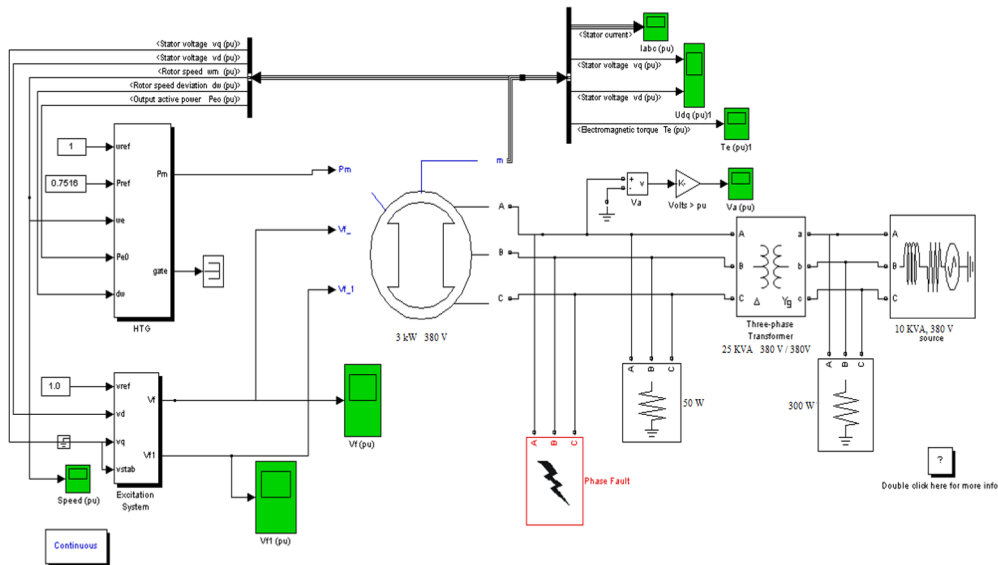 <Stator voltage vq (pu)>
<Stator voltage vd (pu)>
<Rotor speed wm (pu)>
<Rotor speed deviation dw (pu)>
<Output active power Peo (pu)>
<Stator current>
Iabc (pu)
<Stator voltage vq (pu)>
<Stator voltage vd (pu)>
Udq (pu)1
<Electromagnetic torque Te (pu)>
Te (pu)1
1
wref
0.7516
Pref
we
Pe0
dw
Pm
gate
HTG
Pm
Vf_
Vf_1
m
A
B
C
3 kW 380 V
+
-
v
Va
K-
Volts > pu
Va (pu)
A
B
C
a
b
c
Δ
Yg
Three-phase
Transformer
25 KVA 380 V / 380V
A
B
C
10 KVA, 380 V
source
A
B
C
50 W
A
B
C
300 W
A
B
C
Phase Fault
1.0
vref
vd
vq
vstab
Vf
Vf1
Excitation
System
Speed (pu)
Vf (pu)
Vf1 (pu)
Continuous
?
Double click here for more info